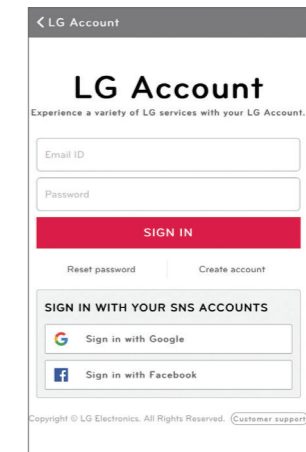 LG Account
LG Account
Experience a variety of LG services with your LG Account.
Email ID
Password
SIGN IN
Reset password Create account
SIGN IN WITH YOUR SNS ACCOUNTS
Sign in with Google
Sign in with Facebook
Copyright © LG Electronics. All Rights Reserved. Customer support